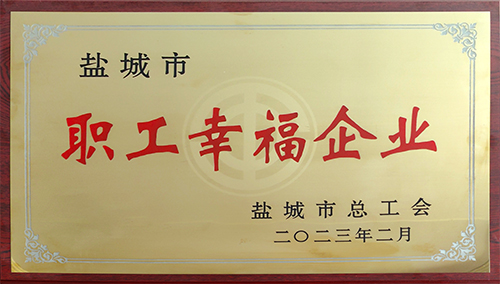 盐城市
职工幸福企业
盐城市总工会
二〇二三年二月